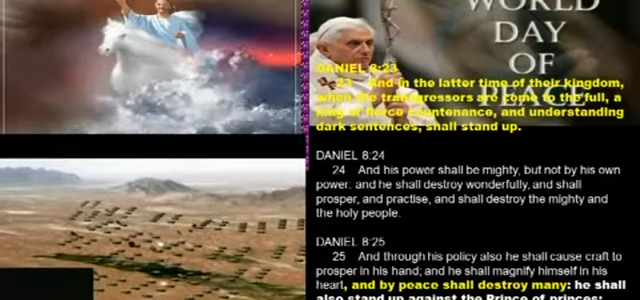 WORLD
DAY
OF
PEACE
DANIEL 8:23
23 And in the latter time of their kingdom,
when the transgressors are come to the full, a
king of fierce countenance, and understanding
dark sentences, shall stand up.
DANIEL 8:24
24 And his power shall be mighty, but not by his own
power: and he shall destroy wonderfully, and shall
prosper, and practise, and shall destroy the mighty and
the holy people.
DANIEL 8:25
25 And through his policy also he shall cause craft to
prosper in his hand; and he shall magnify himself in his
heart, and by peace shall destroy many: he shall
also stand up against the Prince of princes;